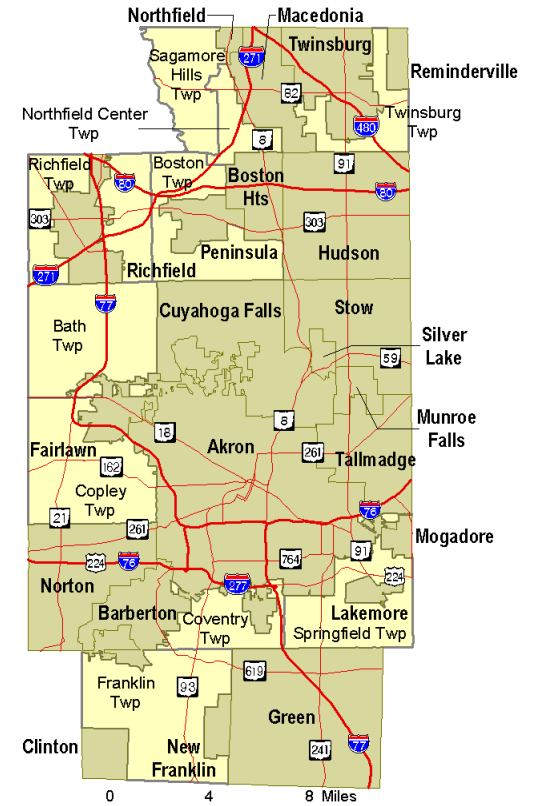 Northfield
Macedonia
Sagamore
Hills
Twp
271
Twinsburg
Reminderville
82
Northfield Center
Twp
Twinsburg
Twp
480
8
Richfield
Twp
Boston
Twp
Boston
Hts
91
80
80
303
303
Hudson
Peninsula
271
Richfield
77
Cuyahoga Falls
Stow
Bath
Twp
Silver
Lake
59
8
Munroe
Falls
18
Fairlawn
Akron
261
Tallmadge
162
Copley
Twp
21
261
76
Mogadore
91
224
76
764
224
277
Norton
Barberton
Coventry
Twp
Lakemore
Springfield Twp
619
Franklin
Twp
93
Green
Clinton
New
Franklin
241
77
0 4 8 Miles